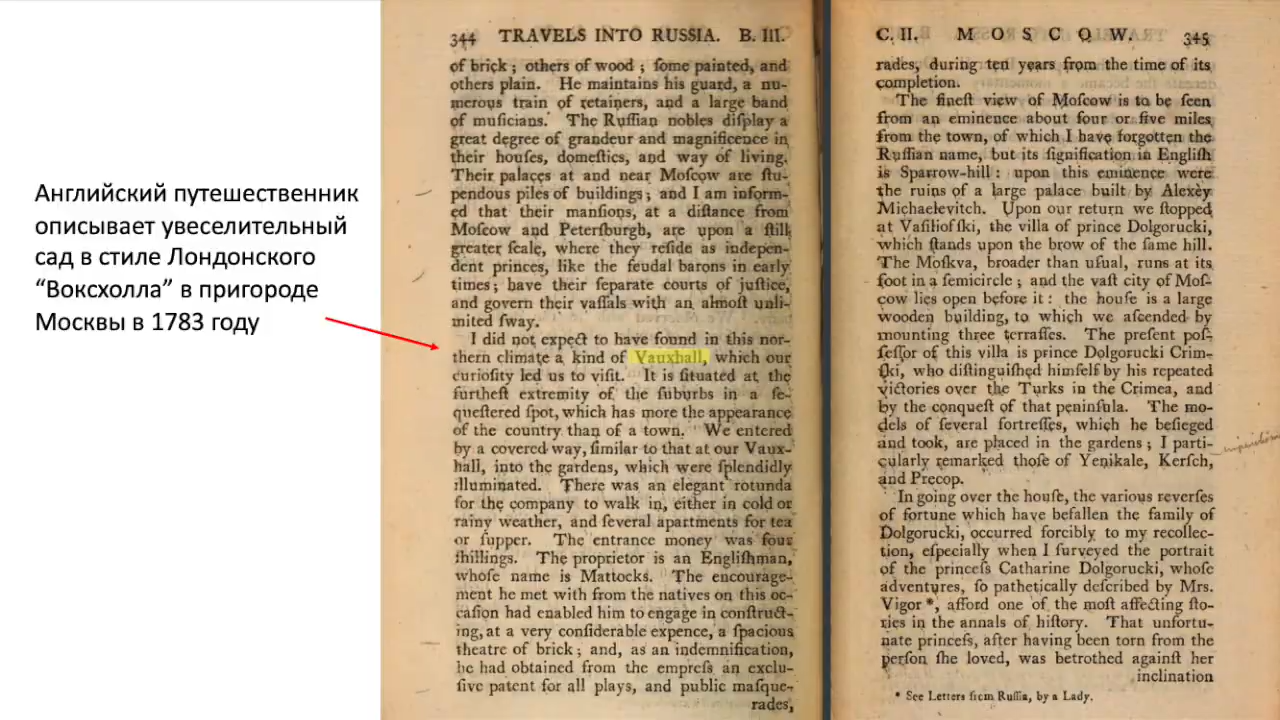 Английский путешественник
описывает увеселительный
сад в стиле Лондонского
“Воксхолла” в пригороде
Москвы в 1783 году
344 TRAVELS INTO RUSSIA. B. III.
of brick ; others of wood ; ſome painted, and
others plain. He maintains his guard, a nu-
merous train of retainers, and a large band
of muſicians. The Ruſſian nobles diſplay a
great degree of grandeur and magnificence in
their houſes, domeſtics, and way of living.
Their palaces at and near Moſcow are ſtu-
pendous piles of buildings ; and I am inform-
ed that their manſions, at a diſtance from
Moſcow and Peterſburgh, are upon a ſtill
greater ſcale, where they reſide as indepen-
dent princes, like the feudal barons in early
times ; have their ſeparate courts of juſtice,
and govern their vaſſals with an almoſt unli-
mited ſway.
I did not expect to have found in this nor-
thern climate a kind of Vauxhall, which our
curioſity led us to viſit. It is ſituated at the
furtheſt extremity of the ſuburbs in a ſe-
queſtered ſpot, which has more the appearance
of the country than of a town. We entered
by a covered way, ſimilar to that at our Vaux-
hall, into the gardens, which were ſplendidly
illuminated. There was an elegant rotunda
for the company to walk in, either in cold or
rainy weather, and ſeveral apartments for tea
or ſupper. The entrance money was four
ſhillings. The proprietor is an Engliſhman,
whoſe name is Mattocks. The encourage-
ment he met with from the natives on this oc-
caſion had enabled him to engage in conſtruct-
ing, at a very conſiderable expence, a ſpacious
theatre of brick ; and, as an indemnification,
he had obtained from the empreſs an exclu-
ſive patent for all plays, and public maſque-
rades,
C. II. MOSCOW. 345
rades, during ten years from the time of its
completion.
The fineſt view of Moſcow is to be ſeen
from an eminence about four or five miles
from the town, of which I have forgotten the
Ruſſian name, but its ſignification in Engliſh
is Sparrow-hill : upon this eminence were
the ruins of a large palace built by Alexèy
Michaelevitch. Upon our return we ſtopped
at Vaſilioſſki, the villa of prince Dolgorucki,
which ſtands upon the brow of the ſame hill.
The Moſkva, broader than uſual, runs at its
foot in a ſemicircle ; and the vaſt city of Moſ-
cow lies open before it : the houſe is a large
wooden building, to which we aſcended by
mounting three terraſſes. The preſent poſ-
ſeſſor of this villa is prince Dolgorucki Crim-
ſki, who diſtinguiſhed himſelf by his repeated
victories over the Turks in the Crimea, and
by the conqueſt of that peninſula. The mo-
dels of ſeveral fortreſſes, which he beſieged
and took, are placed in the gardens ; I parti-
cularly remarked thoſe of Yenikale, Kerſch,
and Precop.
In going over the houſe, the various reverſes
of fortune which have befallen the family of
Dolgorucki, occurred forcibly to my recollec-
tion, eſpecially when I ſurveyed the portrait
of the princeſs Catharine Dolgorucki, whoſe
adventures, ſo pathetically deſcribed by Mrs.
Vigor *, afford one of the moſt affecting ſto-
ries in the annals of hiſtory. That unfortu-
nate princeſs, after having been torn from the
perſon ſhe loved, was betrothed againſt her
inclination
* See Letters from Ruſſia, by a Lady.